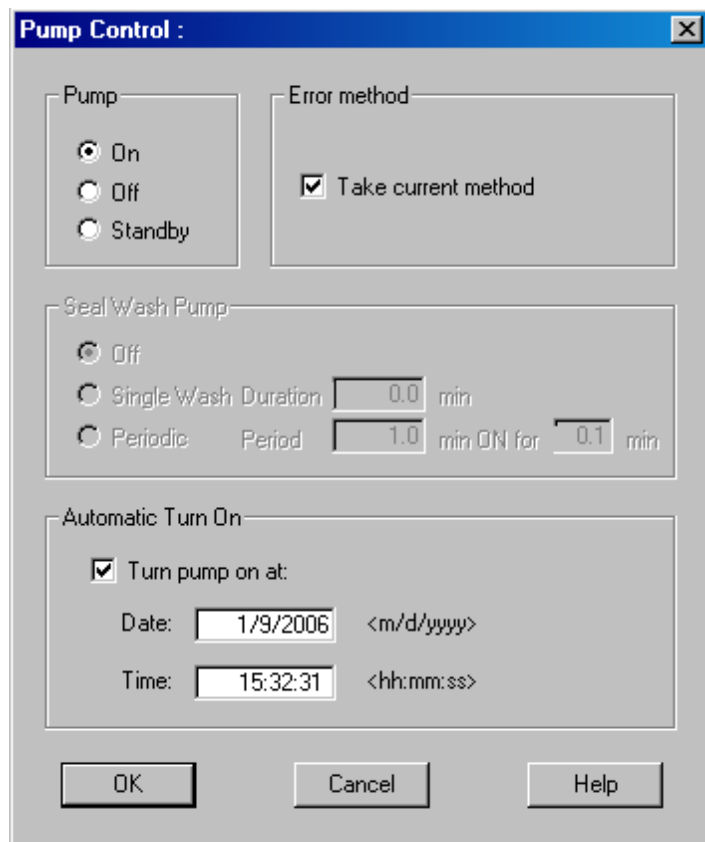 Pump Control :
Pump
On
Off
Standby
Error method
Take current method
Seal Wash Pump
Off
Single Wash Duration 0.0 min
Periodic Period 1.0 min ON for 0.1 min
Automatic Turn On
Turn pump on at:
Date: 1/9/2006 <m/d/yyyy>
Time: 15:32:31 <hh:mm:ss>
OK Cancel Help